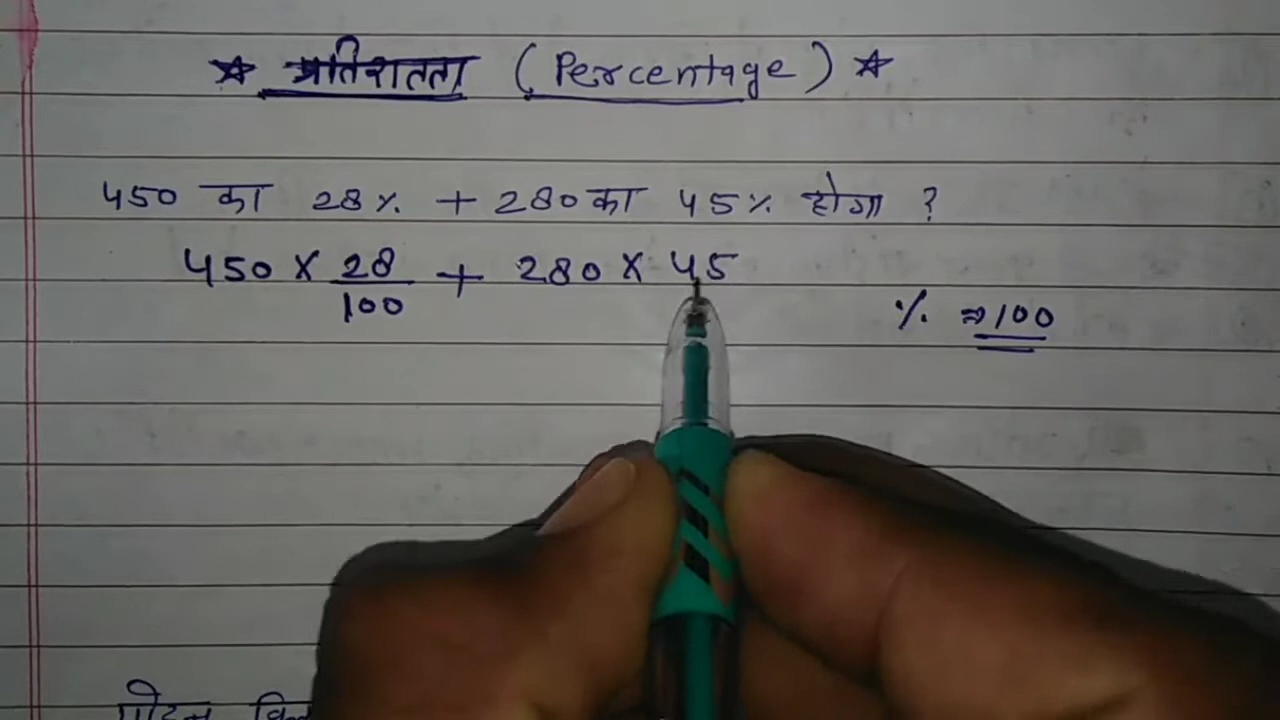 ☆ प्रतिशतता (Percentage) ☆
450 का 28% + 280 का 45% होगा ?
450 × 28/100 + 280 × 45
% ⇒ 100